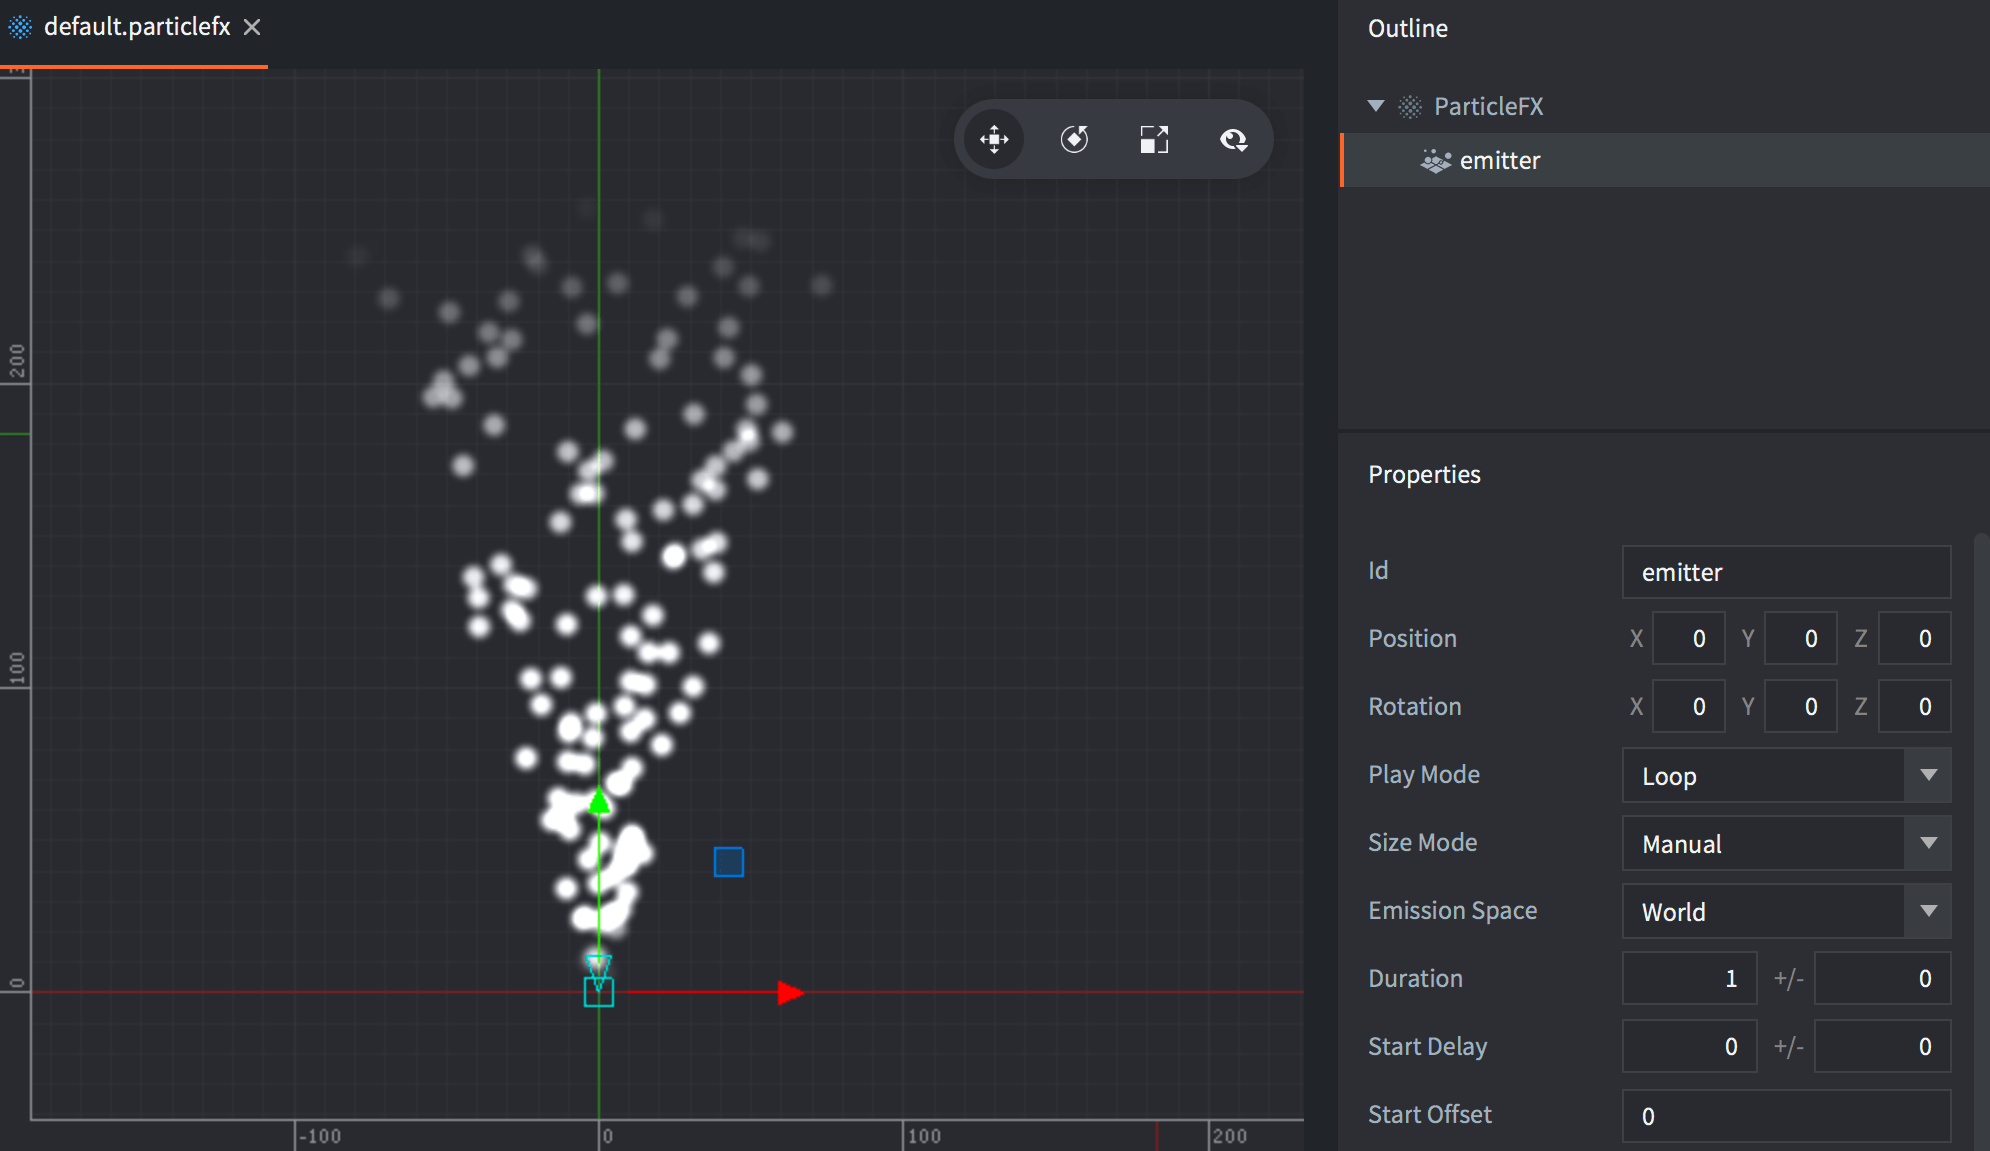 default.particlefx
Outline
ParticleFX
emitter
200
100
0
-100
0
100
200
Properties
Id
emitter
Position X 0 Y 0 Z 0
Rotation X 0 Y 0 Z 0
Play Mode Loop
Size Mode Manual
Emission Space World
Duration 1 +/- 0
Start Delay 0 +/- 0
Start Offset 0